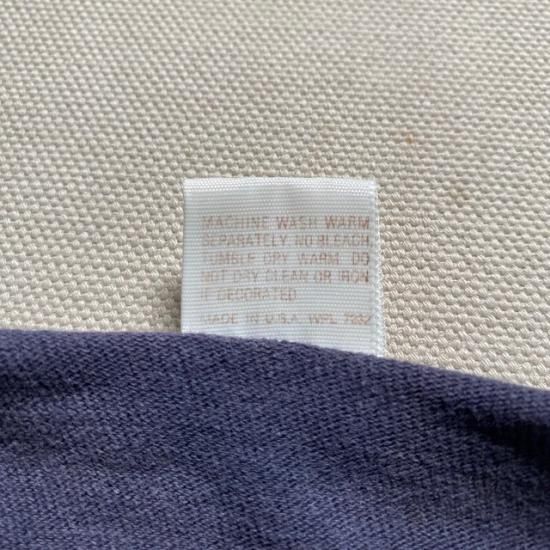 MACHINE WASH WARM
SEPARATELY NO BLEACH
TUMBLE DRY WARM. DO
NOT DRY CLEAN OR IRON
IF DECORATED
MADE IN U.S.A. WPL 7262